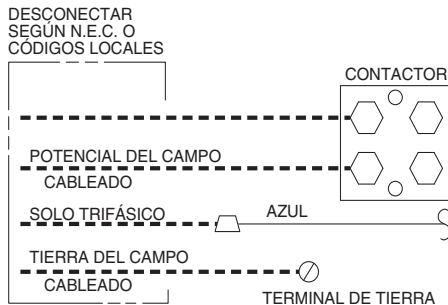 DESCONECTAR
SEGÚN N.E.C. O
CÓDIGOS LOCALES
CONTACTOR
POTENCIAL DEL CAMPO
CABLEADO
SOLO TRIFÁSICO
AZUL
TIERRA DEL CAMPO
CABLEADO
TERMINAL DE TIERRA